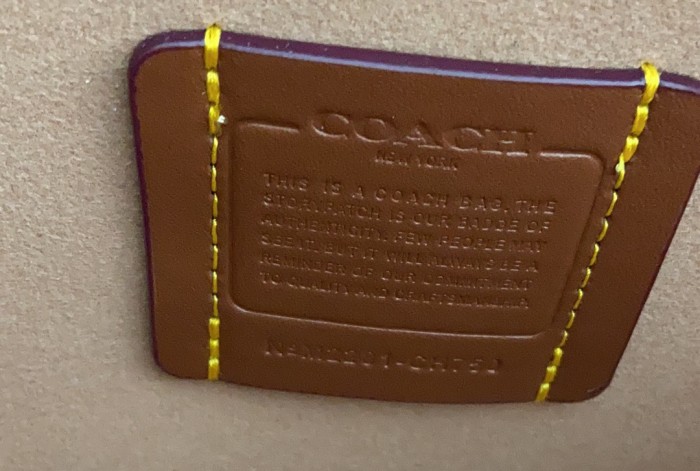 COACH
NEW YORK
THIS IS A COACH BAG. THE
STORYPATCH IS OUR BADGE OF
AUTHENTICITY. FEW PEOPLE MAY
SEE IT, BUT IT WILL ALWAYS BE A
REMINDER OF OUR COMMITMENT
TO QUALITY AND CRAFTSMANSHIP.